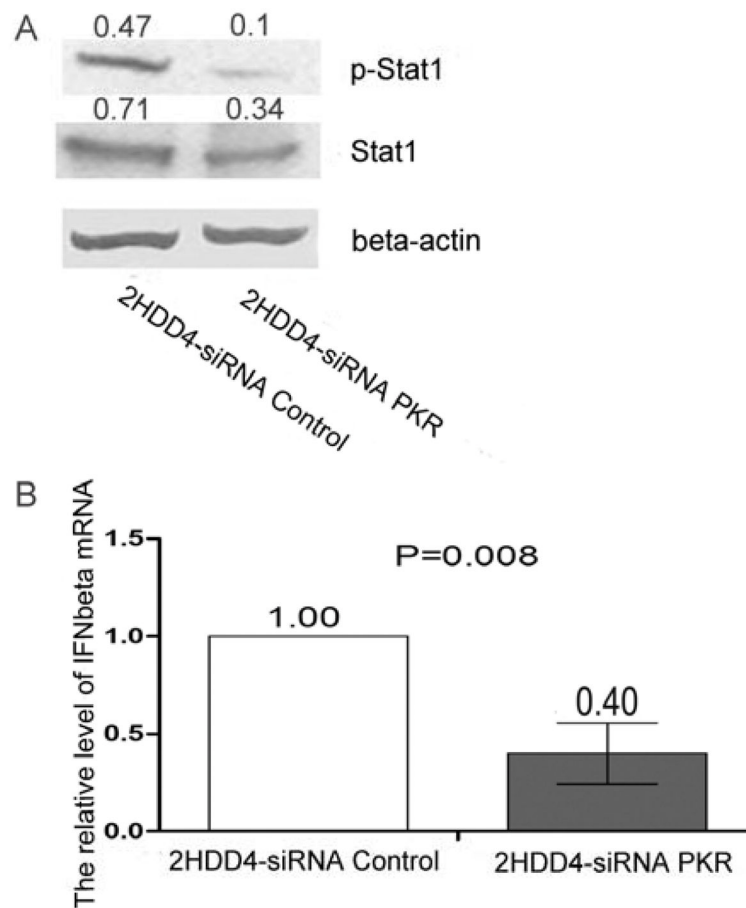 A
0.47 0.1
p-Stat1
0.71 0.34
Stat1
beta-actin
2HDD4-siRNA Control
2HDD4-siRNA PKR
B
The relative level of IFNbeta mRNA
1.5
P=0.008
1.00
1.0
0.40
0.5
0.0
2HDD4-siRNA Control 2HDD4-siRNA PKR